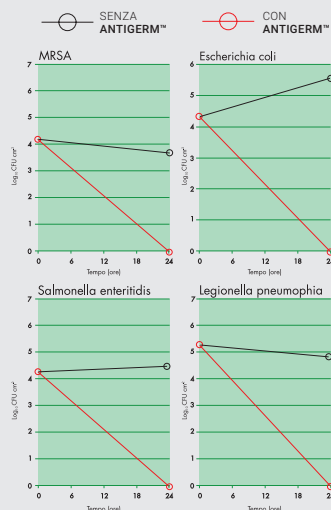 SENZA
ANTIGERM™
CON
ANTIGERM™
MRSA
7
6
5
4
3
2
1
0
Log₁₀ CFU cm²
0 6 12 18 24
Tempo (ore)
Escherichia coli
6
5
4
3
2
1
0
Log₁₀ CFU cm²
0 6 12 18 2
Tempo (ore)
Salmonella enteritidis
7
6
5
4
3
2
1
0
Log₁₀ CFU cm²
0 6 12 18 24
Tempo (ore)
Legionella pneumophia
7
6
5
4
3
2
1
0
Log₁₀ CFU cm²
0 6 12 18 2
Tempo (ore)